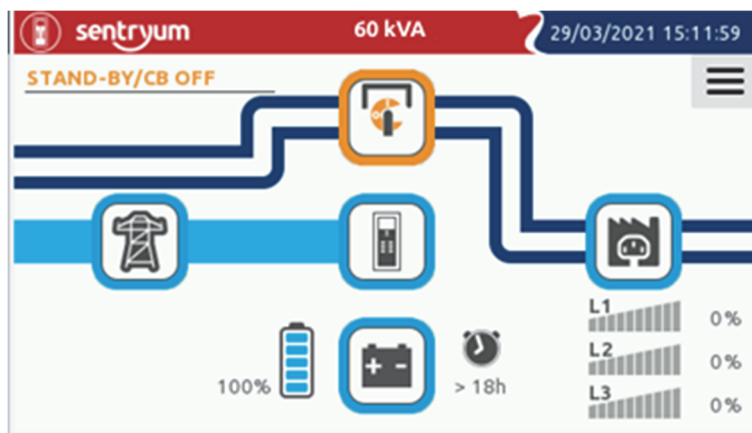 sentryum
60 kVA
29/03/2021 15:11:59
STAND-BY/CB OFF
L1
0%
L2
0%
L3
0%
100%
> 18h